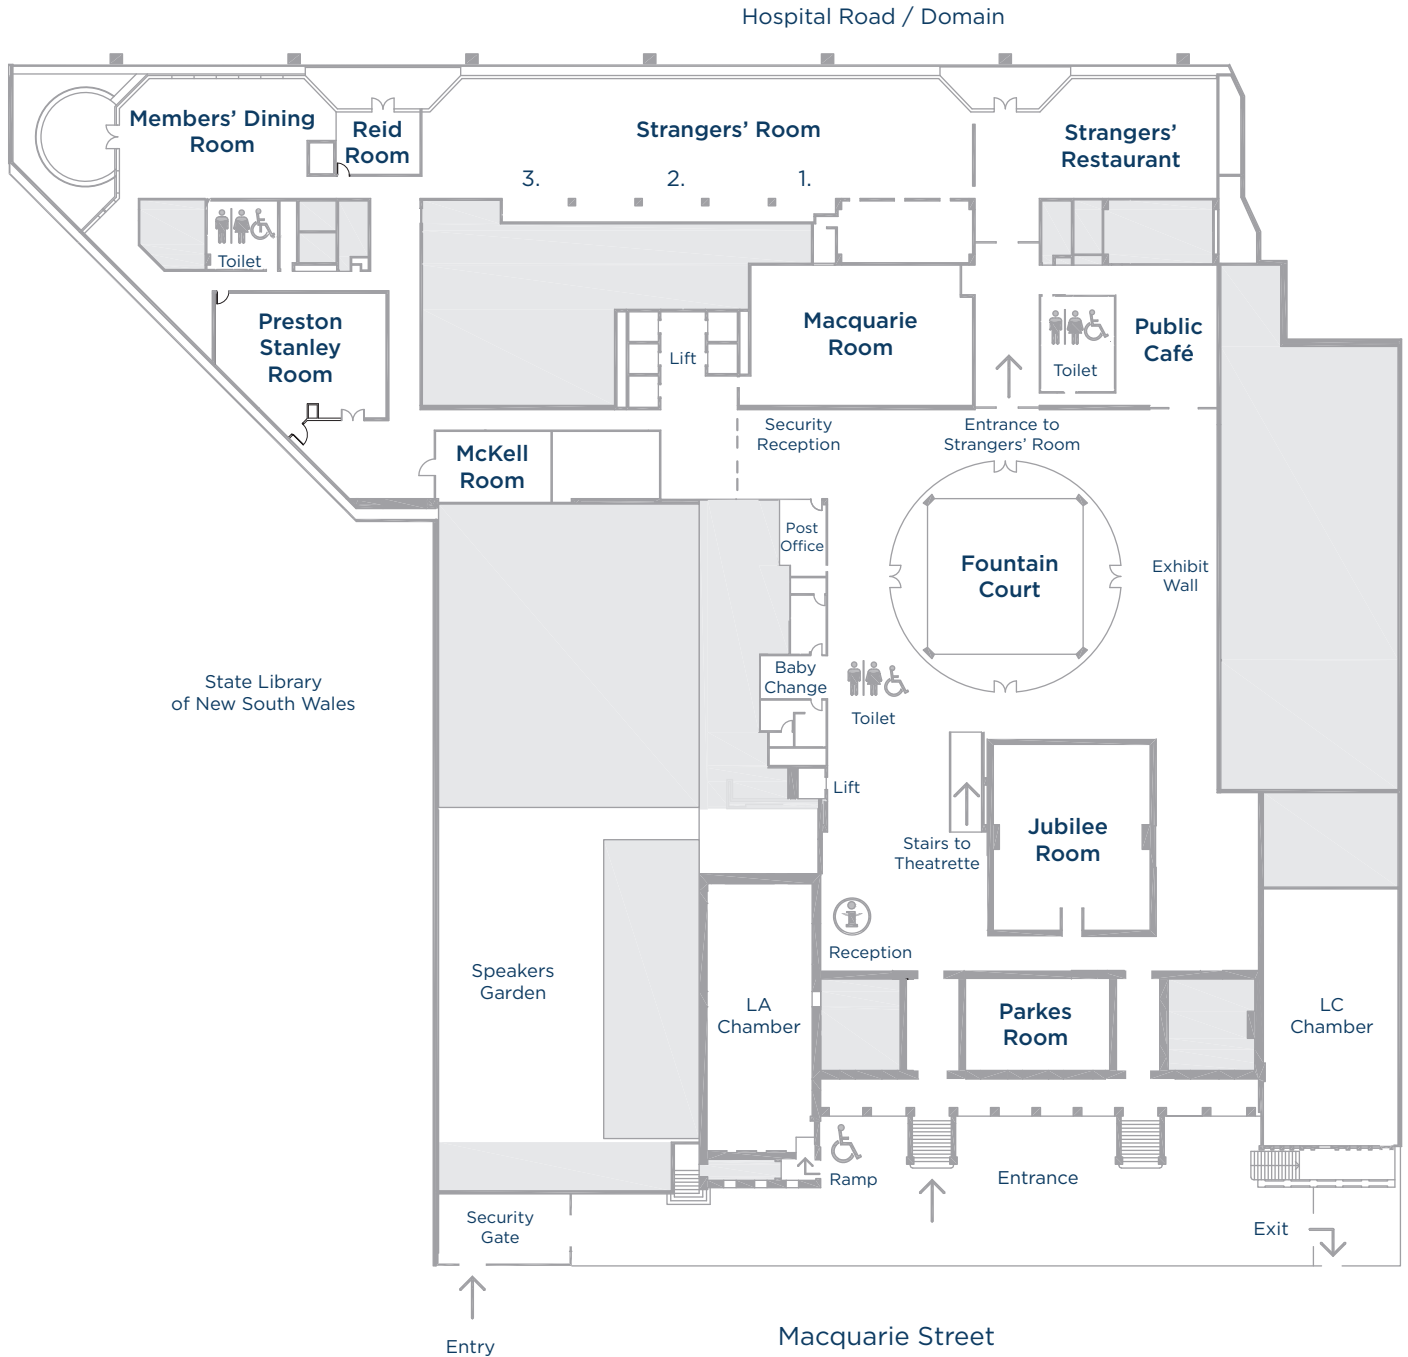 Hospital Road / Domain
Members’ Dining
Room
Reid
Room
Strangers’ Room
Strangers’
Restaurant
3.
2.
1.
Toilet
Preston
Stanley
Room
Lift
Macquarie
Room
Toilet
Public
Café
McKell
Room
Security
Reception
Entrance to
Strangers’ Room
Post
Office
Fountain
Court
Exhibit
Wall
State Library
of New South Wales
Baby
Change
Toilet
Lift
Stairs to
Theatrette
Jubilee
Room
Reception
Speakers
Garden
LA
Chamber
Parkes
Room
LC
Chamber
Ramp
Entrance
Security
Gate
Exit
Entry
Macquarie Street